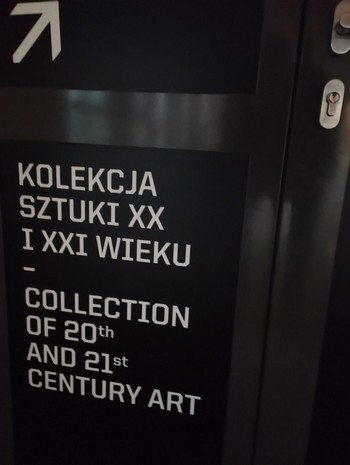 KOLEKCJA
SZTUKI XX
I XXI WIEKU
–
COLLECTION
OF 20th
AND 21st
CENTURY ART